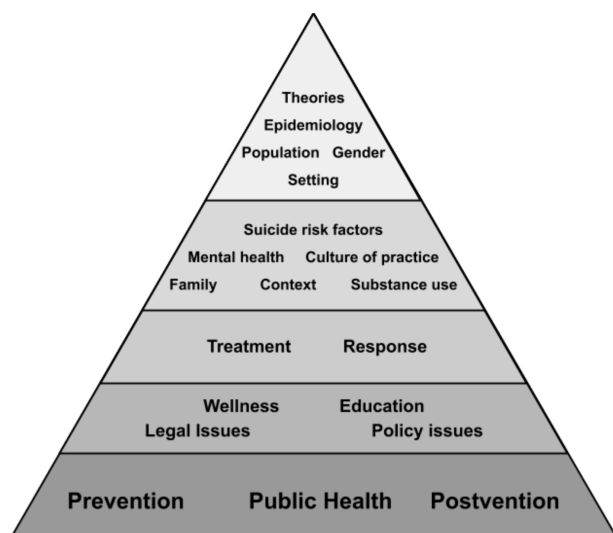 Theories
Epidemiology
Population Gender
Setting
Suicide risk factors
Mental health Culture of practice
Family Context Substance use
Treatment Response
Wellness Education
Legal Issues Policy issues
Prevention Public Health Postvention